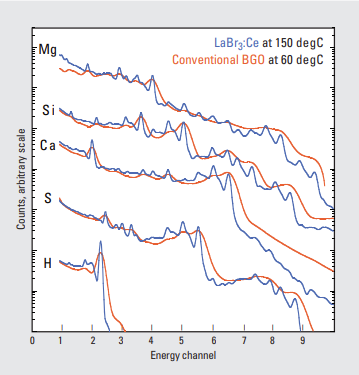 LaBr3:Ce at 150 degC
Conventional BGO at 60 degC
Mg
Si
Ca
S
H
Counts, arbitrary scale
0 1 2 3 4 5 6 7 8 9
Energy channel